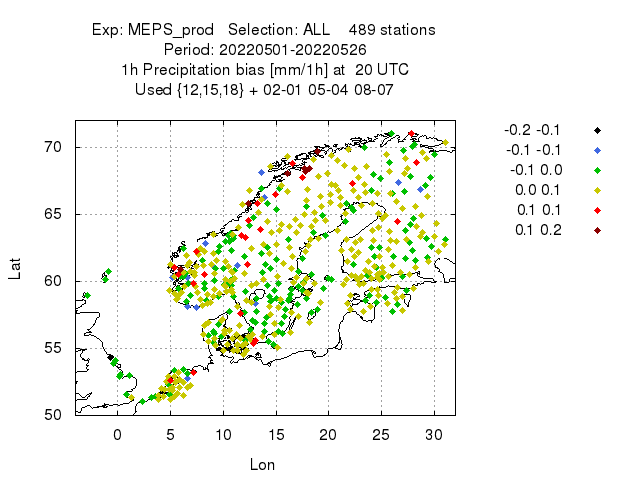 Exp: MEPS_prod   Selection: ALL    489 stations
Period: 20220501-20220526
1h Precipitation bias [mm/1h] at  20 UTC
Used {12,15,18} + 02-01 05-04 08-07
-0.2 -0.1
-0.1 -0.1
-0.1 0.0
0.0 0.1
0.1 0.1
0.1 0.2
Lat
70
65
60
55
50
0 5 10 15 20 25 30
Lon